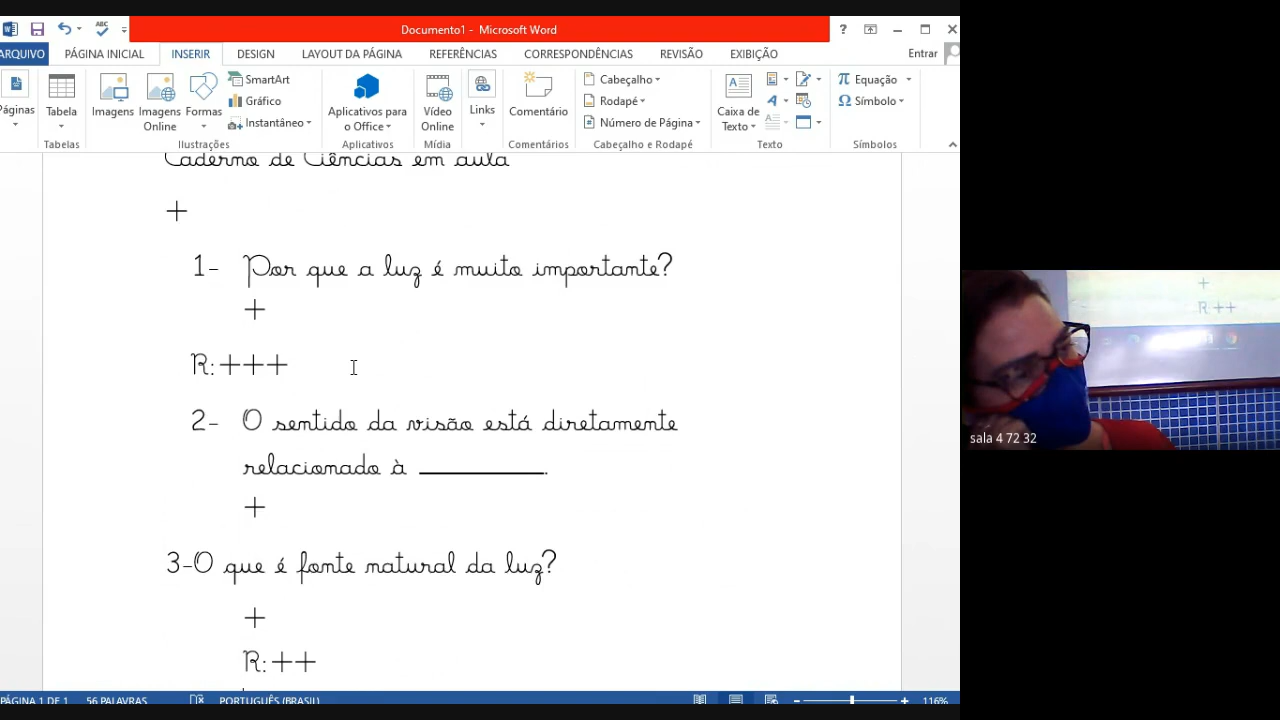 Documento1 - Microsoft Word
ARQUIVO PÁGINA INICIAL INSERIR DESIGN LAYOUT DA PÁGINA REFERÊNCIAS CORRESPONDÊNCIAS REVISÃO EXIBIÇÃO Entrar
Páginas
Tabela
Imagens
Imagens Online
Formas
SmartArt
Gráfico
Instantâneo
Aplicativos para o Office
Vídeo Online
Links
Comentário
Cabeçalho
Rodapé
Número de Página
Caixa de Texto
π Equação
Ω Símbolo
Tabelas Ilustrações Aplicativos Mídia Comentários Cabeçalho e Rodapé Texto Símbolos
Caderno de Ciências em aula
+
1- Por que a luz é muito importante?
+
R:+++
2- O sentido da visão está diretamente
relacionado à __________.
+
3-O que é fonte natural da luz?
+
R:++
+
R:++
sala 4 72 32
PÁGINA 1 DE 1 56 PALAVRAS PORTUGUÊS (BRASIL) 116%